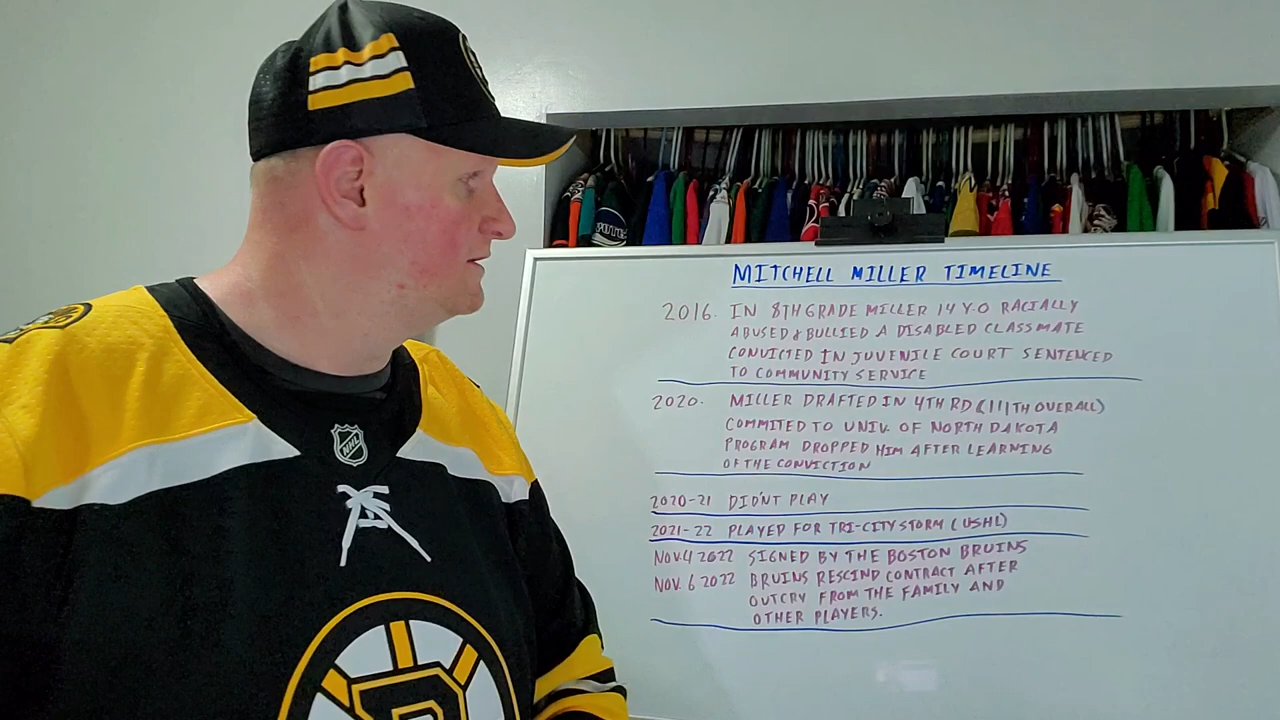 MITCHELL MILLER TIMELINE
2016. IN 8TH GRADE MILLER 14 Y.O RACIALLY
ABUSED & BULLIED A DISABLED CLASSMATE
CONVICTED IN JUVENILE COURT SENTENCED
TO COMMUNITY SERVICE
2020. MILLER DRAFTED IN 4TH RD (111TH OVERALL)
COMMITED TO UNIV. OF NORTH DAKOTA
PROGRAM DROPPED HIM AFTER LEARNING
OF THE CONVICTION
2020-21 DIDN'T PLAY
2021-22 PLAYED FOR TRI-CITY STORM (USHL)
NOV. 4 2022 SIGNED BY THE BOSTON BRUINS
NOV. 6 2022 BRUINS RESCIND CONTRACT AFTER
OUTCRY FROM THE FAMILY AND
OTHER PLAYERS.
NHL
B